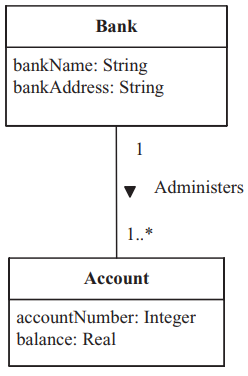 Bank
bankName: String
bankAddress: String
1
Administers
1..*
Account
accountNumber: Integer
balance: Real